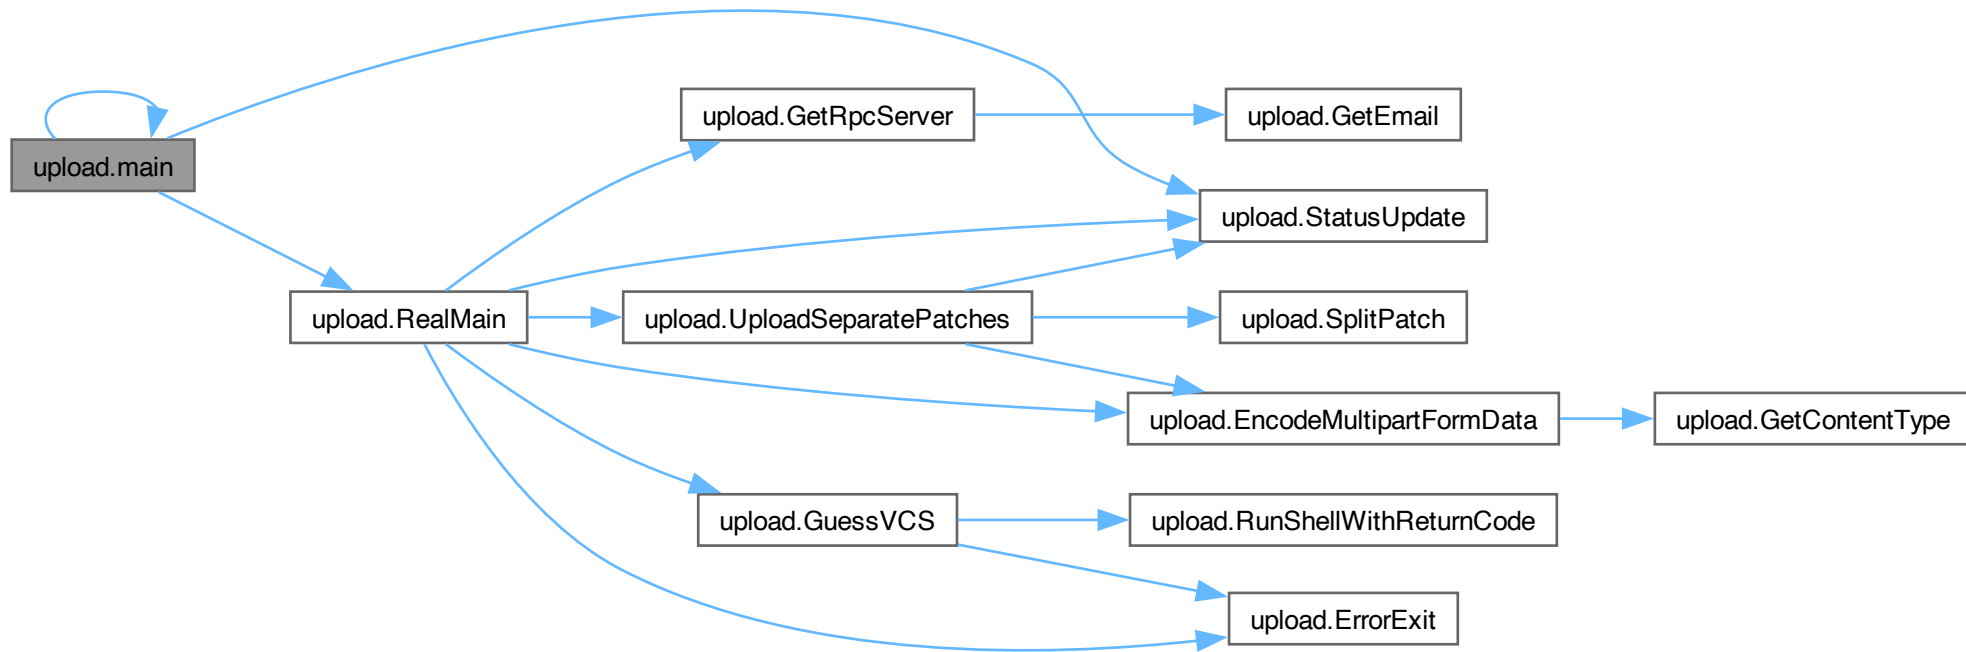 upload.main
upload.RealMain
upload.GetRpcServer
upload.UploadSeparatePatches
upload.GuessVCS
upload.GetEmail
upload.StatusUpdate
upload.SplitPatch
upload.EncodeMultipartFormData
upload.RunShellWithReturnCode
upload.ErrorExit
upload.GetContentType